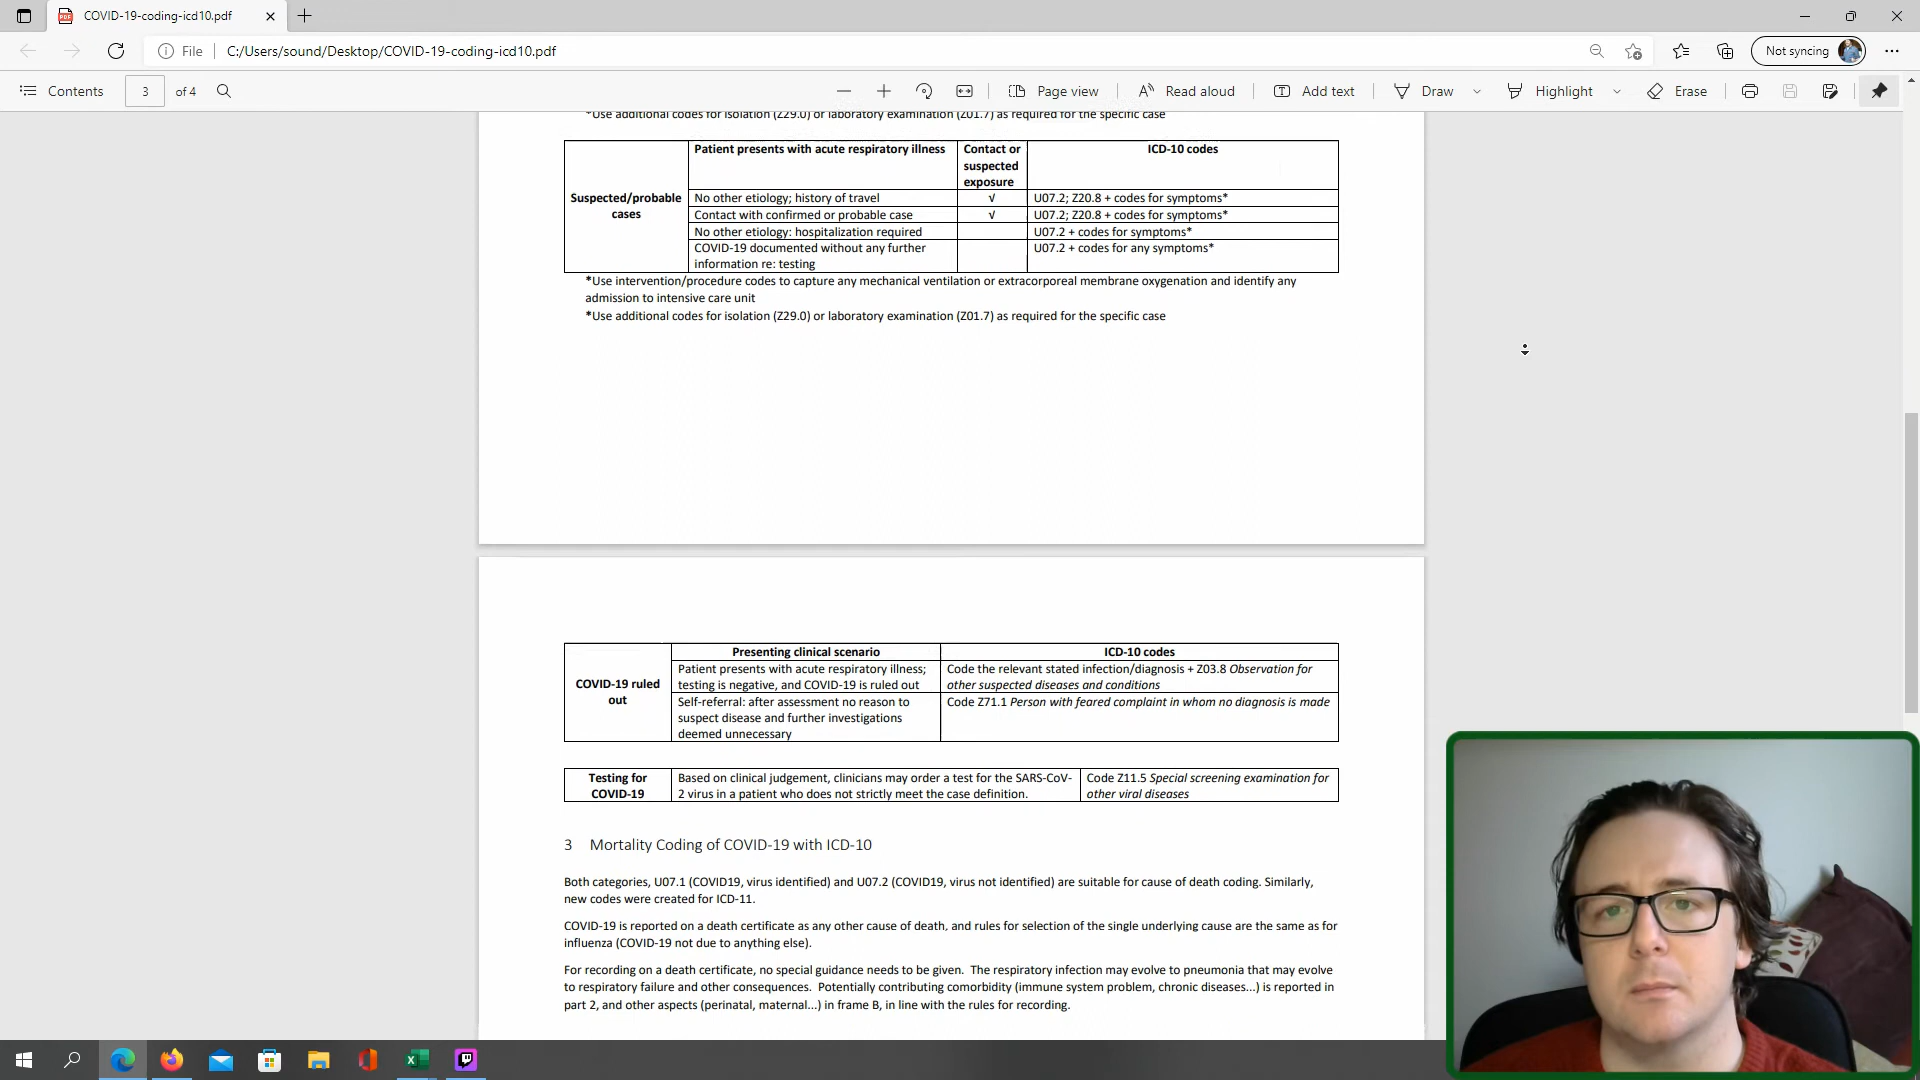 COVID-19-coding-icd10.pdf
File
C:/Users/sound/Desktop/COVID-19-coding-icd10.pdf
Not syncing
Contents
3
of 4
Page view
Read aloud
Add text
Draw
Highlight
Erase
*Use additional codes for isolation (Z29.0) or laboratory examination (Z01.7) as required for the specific case
Patient presents with acute respiratory illness
Contact or
suspected
exposure
ICD-10 codes
Suspected/probable
cases
No other etiology; history of travel
√
U07.2; Z20.8 + codes for symptoms*
Contact with confirmed or probable case
√
U07.2; Z20.8 + codes for symptoms*
No other etiology: hospitalization required
U07.2 + codes for symptoms*
COVID-19 documented without any further
information re: testing
U07.2 + codes for any symptoms*
*Use intervention/procedure codes to capture any mechanical ventilation or extracorporeal membrane oxygenation and identify any
admission to intensive care unit
*Use additional codes for isolation (Z29.0) or laboratory examination (Z01.7) as required for the specific case
Presenting clinical scenario
ICD-10 codes
COVID-19 ruled
out
Patient presents with acute respiratory illness;
testing is negative, and COVID-19 is ruled out
Code the relevant stated infection/diagnosis + Z03.8 Observation for
other suspected diseases and conditions
Self-referral: after assessment no reason to
suspect disease and further investigations
deemed unnecessary
Code Z71.1 Person with feared complaint in whom no diagnosis is made
Testing for
COVID-19
Based on clinical judgement, clinicians may order a test for the SARS-CoV-
2 virus in a patient who does not strictly meet the case definition.
Code Z11.5 Special screening examination for
other viral diseases
3 Mortality Coding of COVID-19 with ICD-10
Both categories, U07.1 (COVID19, virus identified) and U07.2 (COVID19, virus not identified) are suitable for cause of death coding. Similarly,
new codes were created for ICD-11.
COVID-19 is reported on a death certificate as any other cause of death, and rules for selection of the single underlying cause are the same as for
influenza (COVID-19 not due to anything else).
For recording on a death certificate, no special guidance needs to be given. The respiratory infection may evolve to pneumonia that may evolve
to respiratory failure and other consequences. Potentially contributing comorbidity (immune system problem, chronic diseases...) is reported in
part 2, and other aspects (perinatal, maternal...) in frame B, in line with the rules for recording.